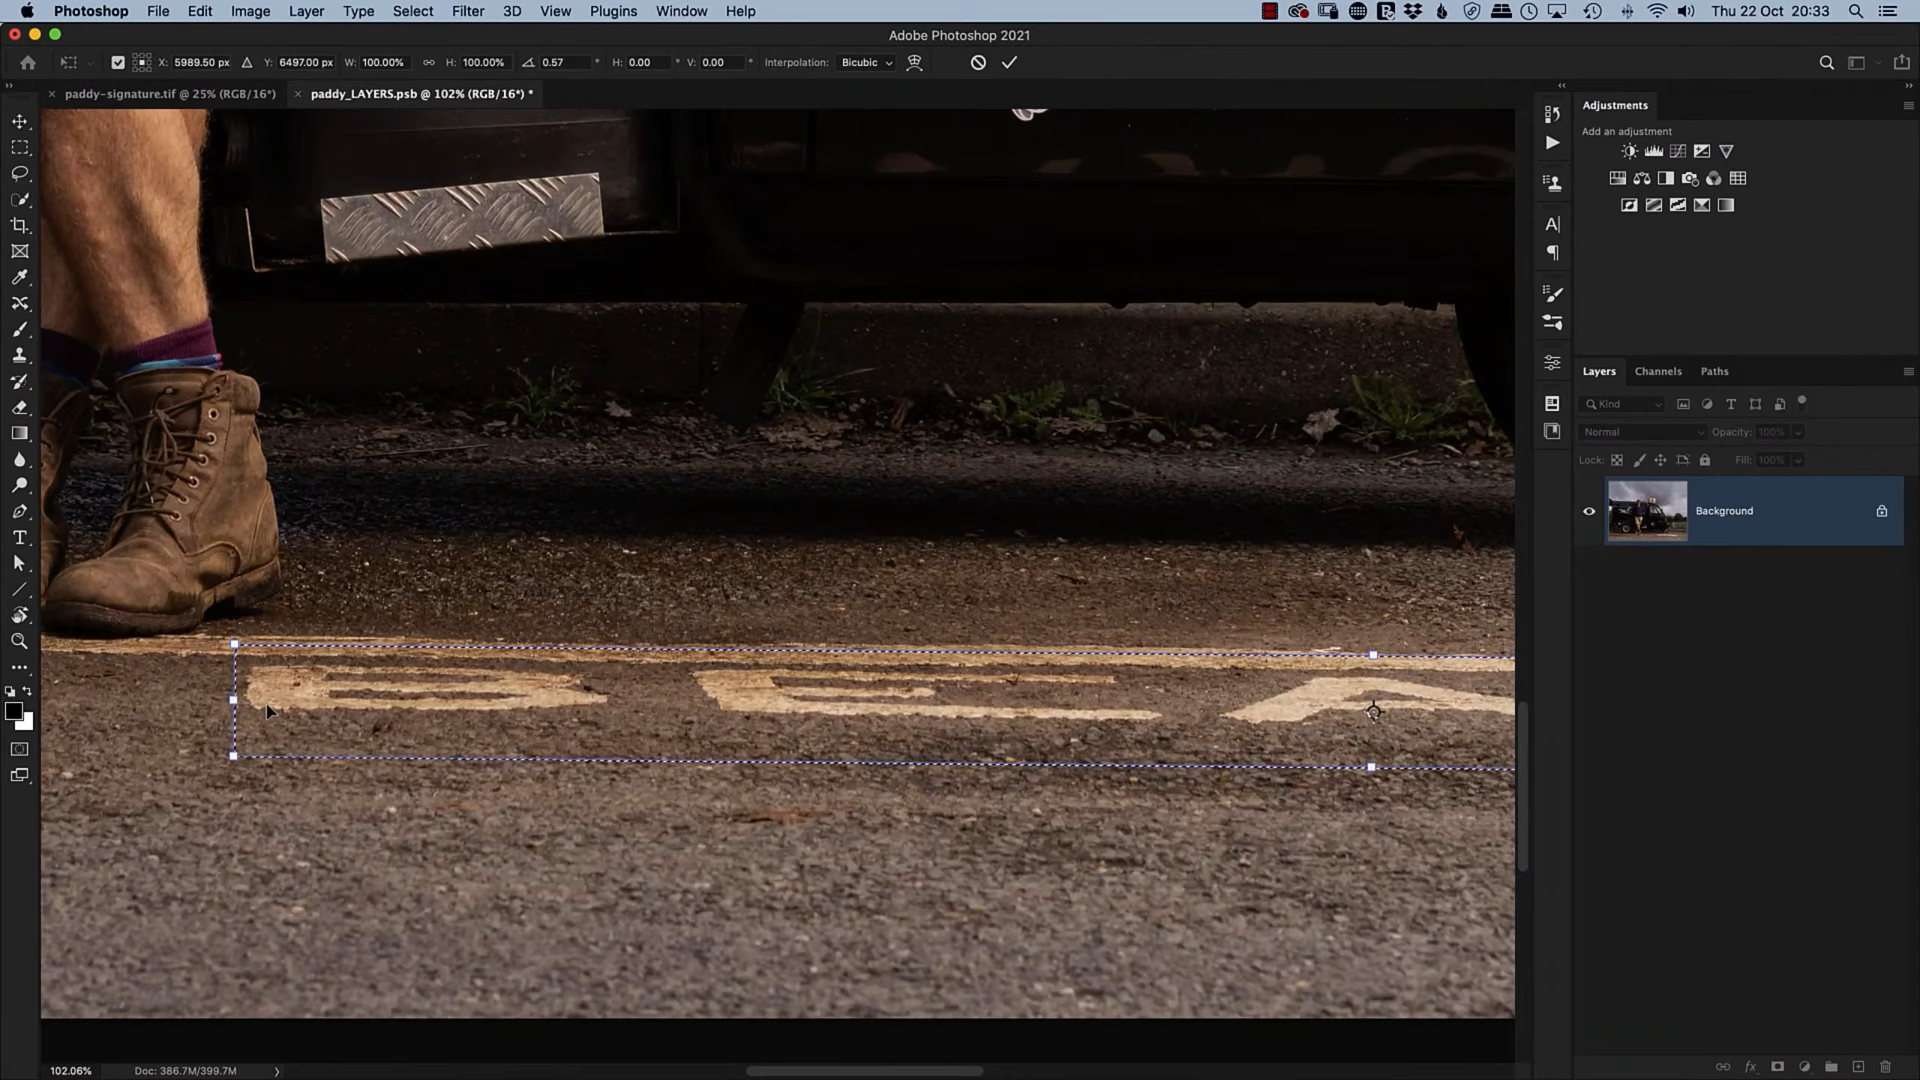 Photoshop File Edit Image Layer Type Select Filter 3D View Plugins Window Help Thu 22 Oct 20:33
Adobe Photoshop 2021
X: 5989.50 px Y: 6497.00 px W: 100.00% H: 100.00% 0.57 ° H: 0.00 ° V: 0.00 ° Interpolation: Bicubic
× paddy-signature.tif @ 25% (RGB/16*) × paddy_LAYERS.psb @ 102% (RGB/16*) *
Adjustments
Add an adjustment
BEA
Layers Channels Paths
Kind
Normal Opacity: 100%
Lock: Fill: 100%
Background
102.06% Doc: 386.7M/399.7M